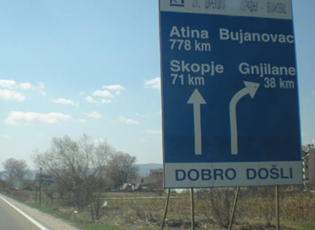 Atina Bujanovac
778 km
Skopje Gnjilane
71 km 38 km
DOBRO DOŠLI